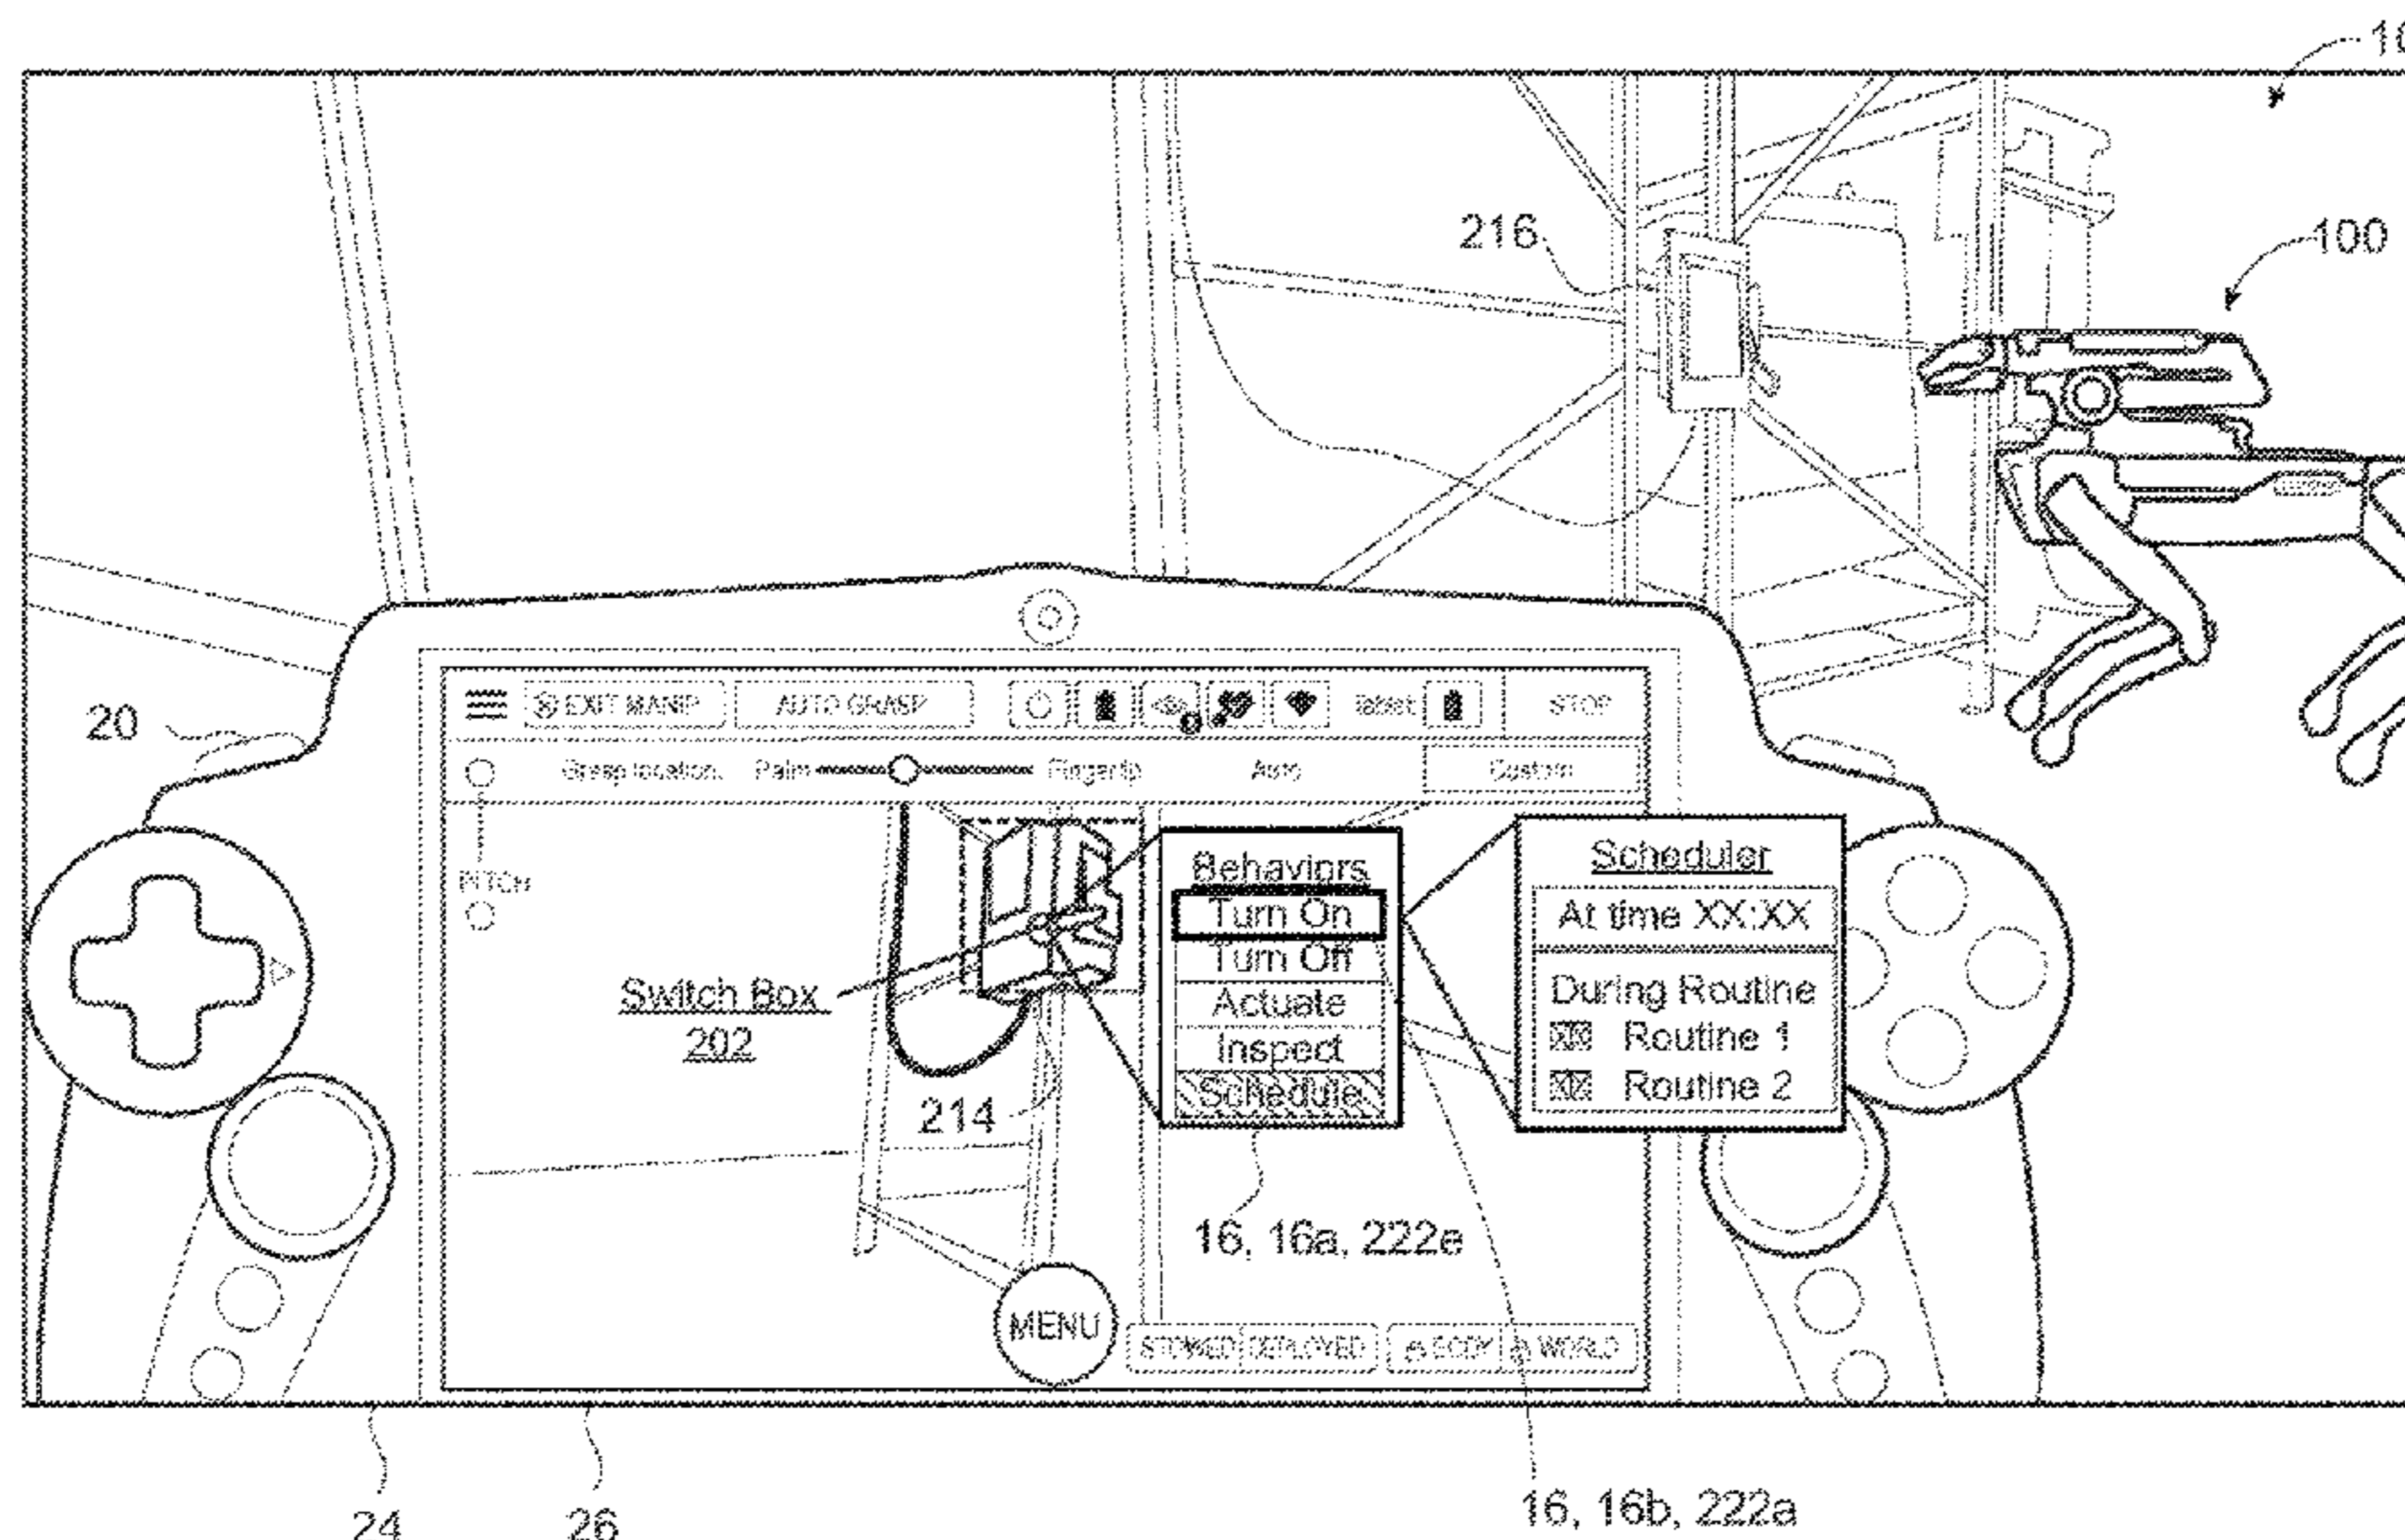 10
216
100
20
EXIT MANIP AUTO GRASP Tablet: STOP
Grasp location: Palm Fingertip Auto Custom
PITCH
Behaviors
Turn On
Turn Off
Actuate
Inspect
Schedule
Scheduler
At time XX:XX
During Routine
Routine 1
Routine 2
Switch Box
202
214
16, 16a, 222e
MENU
STOWED DEPLOYED BODY WORLD
24
26
16, 16b, 222a